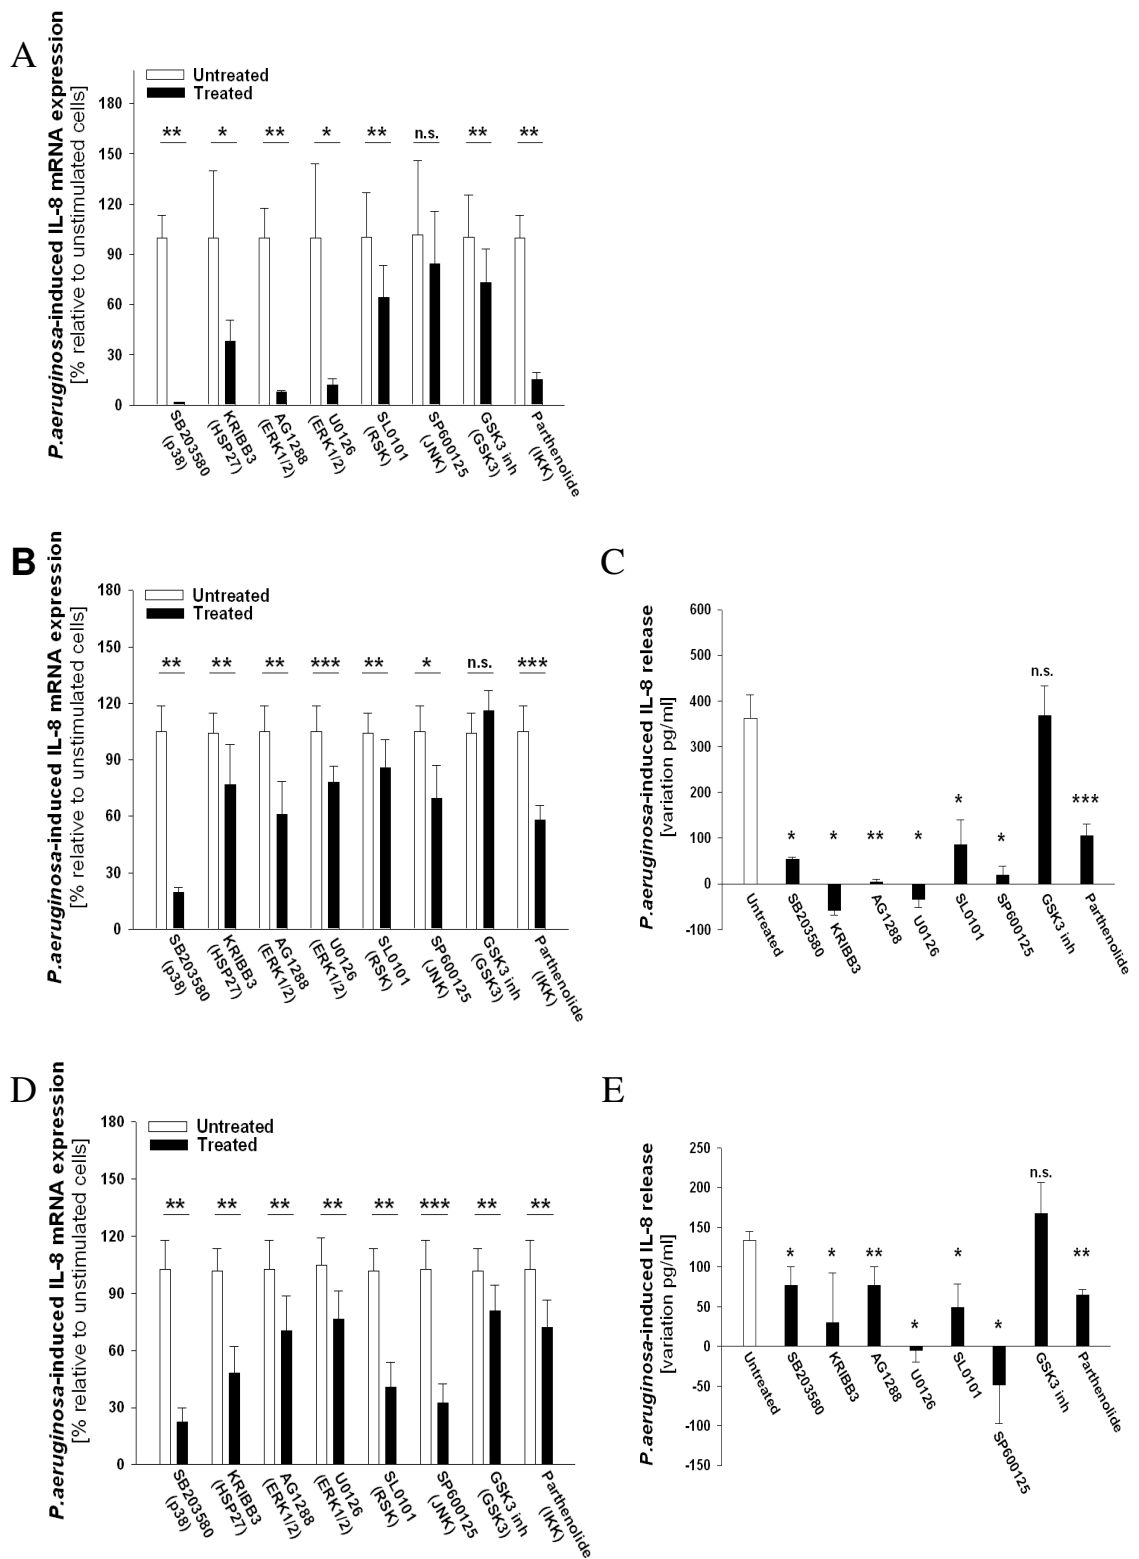 A
P.aeruginosa-induced IL-8 mRNA expression
[% relative to unstimulated cells]
Untreated
Treated
180
150
120
90
60
30
0
** * ** * ** n.s. ** **
SB203580
(p38)
KRIBB3
(HSP27)
AG1288
(ERK1/2)
U0126
(ERK1/2)
SL0101
(RSK)
SP600125
(JNK)
GSK3 inh
(GSK3)
Parthenolide
(IKK)
B
P.aeruginosa-induced IL-8 mRNA expression
[% relative to unstimulated cells]
Untreated
Treated
180
150
120
90
60
30
0
** ** ** *** ** * n.s. ***
SB203580
(p38)
KRIBB3
(HSP27)
AG1288
(ERK1/2)
U0126
(ERK1/2)
SL0101
(RSK)
SP600125
(JNK)
GSK3 inh
(GSK3)
Parthenolide
(IKK)
C
P.aeruginosa-induced IL-8 release
[variation pg/ml]
600
500
400
300
200
100
0
-100
* * ** * * * n.s. ***
Untreated
SB203580
KRIBB3
AG1288
U0126
SL0101
SP600125
GSK3 inh
Parthenolide
D
P.aeruginosa-induced IL-8 mRNA expression
[% relative to unstimulated cells]
Untreated
Treated
180
150
120
90
60
30
0
** ** ** ** ** *** ** **
SB203580
(p38)
KRIBB3
(HSP27)
AG1288
(ERK1/2)
U0126
(ERK1/2)
SL0101
(RSK)
SP600125
(JNK)
GSK3 inh
(GSK3)
Parthenolide
(IKK)
E
P.aeruginosa-induced IL-8 release
[variation pg/ml]
250
200
150
100
50
0
-50
-100
-150
* * ** * * * n.s. **
Untreated
SB203580
KRIBB3
AG1288
U0126
SL0101
SP600125
GSK3 inh
Parthenolide